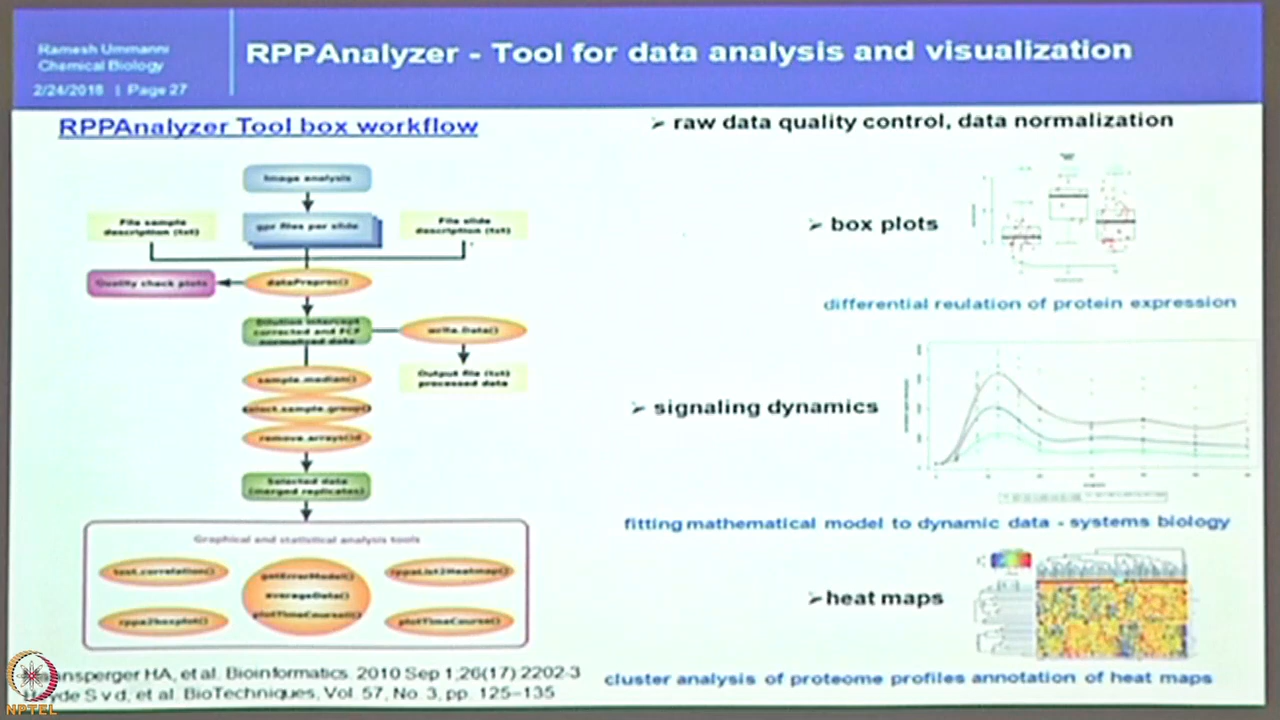 Ramesh Ummanni
Chemical Biology
2/24/2018 | Page 27
RPPAnalyzer - Tool for data analysis and visualization
RPPAnalyzer Tool box workflow
Image analysis
File sample
description (txt)
gpr files per slide
File slide
description (txt)
Quality check plots
dataPreproc()
Dilution intercept
corrected and FCF
normalized data
write.Data()
Output file (txt)
processed data
sample.median()
select.sample.group()
remove.arrays()
Selected data
(merged replicates)
Graphical and statistical analysis tools
test.correlation()
getErrorModel()
averageData()
plotTimeCourse()
rppaList2Heatmap()
rppa2boxplot()
plotTimeCourse()
➢ raw data quality control, data normalization
➢ box plots
differential reulation of protein expression
➢ signaling dynamics
fitting mathematical model to dynamic data - systems biology
➢ heat maps
cluster analysis of proteome profiles annotation of heat maps
nsperger HA, et al. Bioinformatics. 2010 Sep 1;26(17) 2202-3
yde S v d, et al. BioTechniques, Vol. 57, No. 3, pp. 125–135
NPTEL